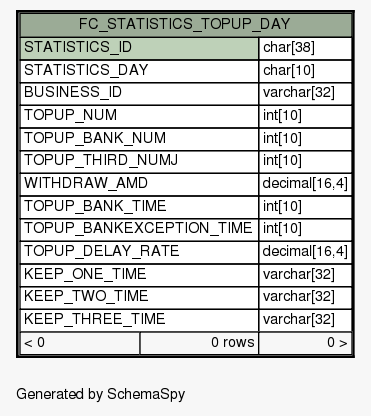 FC_STATISTICS_TOPUP_DAY
STATISTICS_ID char[38]
STATISTICS_DAY char[10]
BUSINESS_ID varchar[32]
TOPUP_NUM int[10]
TOPUP_BANK_NUM int[10]
TOPUP_THIRD_NUMJ int[10]
WITHDRAW_AMD decimal[16,4]
TOPUP_BANK_TIME int[10]
TOPUP_BANKEXCEPTION_TIME int[10]
TOPUP_DELAY_RATE decimal[16,4]
KEEP_ONE_TIME varchar[32]
KEEP_TWO_TIME varchar[32]
KEEP_THREE_TIME varchar[32]
< 0 0 rows 0 >
Generated by SchemaSpy